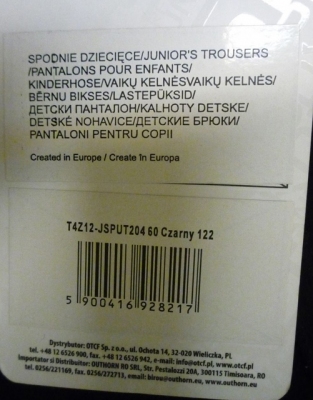 SPODNIE DZIECIĘCE/JUNIOR'S TROUSERS
/PANTALONS POUR ENFANTS/
KINDERHOSE/VAIKŲ KELNĖSVAIKŲ KELNĖS/
BĒRNU BIKSES/LASTEPÜKSID/
ДЕТСКИ ПАНТАЛОН/KALHOTY DETSKE/
DETSKÉ NOHAVICE/ДЕТСКИЕ БРЮКИ/
PANTALONI PENTRU COPII
Created in Europe / Create în Europa
T4Z12-JSPUT204 60 Czarny 122
5 900416 928217
Dystrybutor: OTCF Sp. z o.o., ul. Ochota 14, 32-020 Wieliczka, PL
tel. +48 12 6526 900, fax. +48 12 6526 942, e-mail: info@otcf.pl, www.otcf.pl
Importator si Distribuitor: OUTHORN RO SRL, Str. Pestalozzi 20A, 300115 Timisoara, RO
tel. 0256/221169, fax. 0256/272713, email: birou@outhorn.eu, www.outhorn.eu